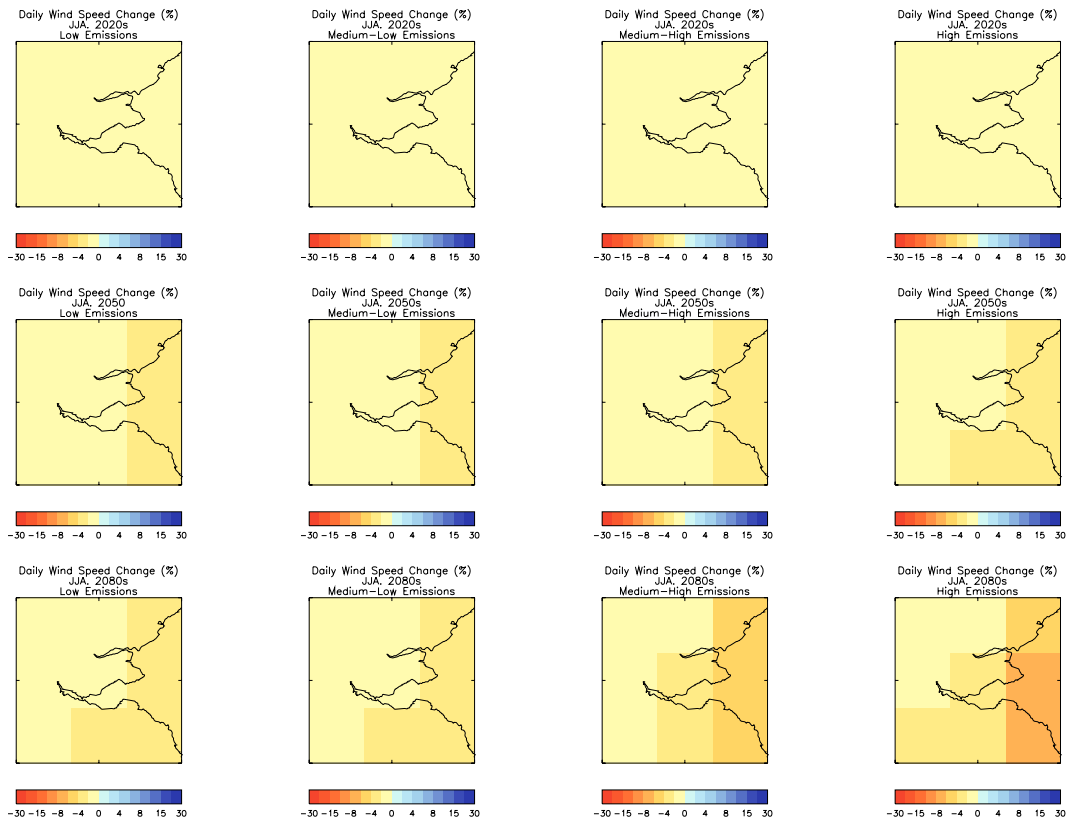 Daily Wind Speed Change (%)
JJA. 2020s
Low Emissions
-30 -15 -8 -4 0 4 8 15 30
Daily Wind Speed Change (%)
JJA. 2020s
Medium-Low Emissions
-30 -15 -8 -4 0 4 8 15 30
Daily Wind Speed Change (%)
JJA. 2020s
Medium-High Emissions
-30 -15 -8 -4 0 4 8 15 30
Daily Wind Speed Change (%)
JJA. 2020s
High Emissions
-30 -15 -8 -4 0 4 8 15 30
Daily Wind Speed Change (%)
JJA. 2050
Low Emissions
-30 -15 -8 -4 0 4 8 15 30
Daily Wind Speed Change (%)
JJA. 2050s
Medium-Low Emissions
-30 -15 -8 -4 0 4 8 15 30
Daily Wind Speed Change (%)
JJA. 2050s
Medium-High Emissions
-30 -15 -8 -4 0 4 8 15 30
Daily Wind Speed Change (%)
JJA. 2050s
High Emissions
-30 -15 -8 -4 0 4 8 15 30
Daily Wind Speed Change (%)
JJA. 2080s
Low Emissions
-30 -15 -8 -4 0 4 8 15 30
Daily Wind Speed Change (%)
JJA. 2080s
Medium-Low Emissions
-30 -15 -8 -4 0 4 8 15 30
Daily Wind Speed Change (%)
JJA. 2080s
Medium-High Emissions
-30 -15 -8 -4 0 4 8 15 30
Daily Wind Speed Change (%)
JJA. 2080s
High Emissions
-30 -15 -8 -4 0 4 8 15 30